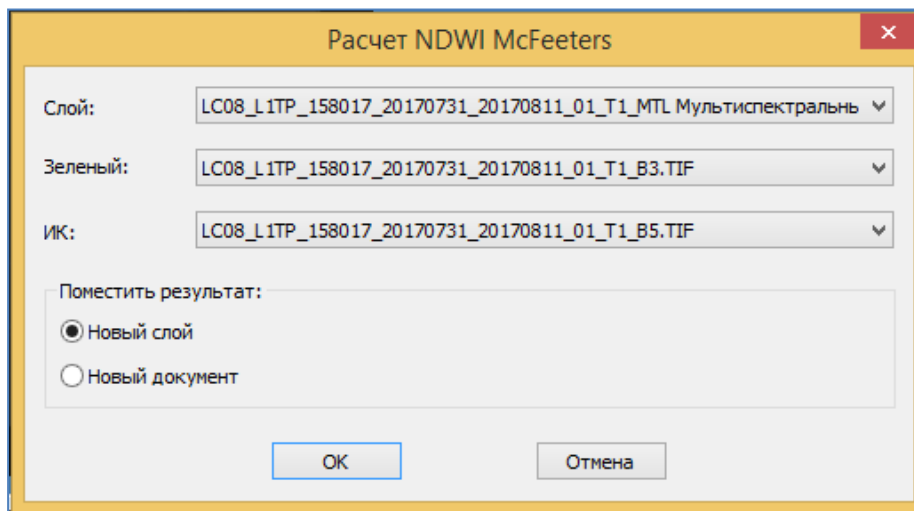 Расчет NDWI McFeeters
Слой: LC08_L1TP_158017_20170731_20170811_01_T1_MTL Мультиспектральнь
Зеленый: LC08_L1TP_158017_20170731_20170811_01_T1_B3.TIF
ИК: LC08_L1TP_158017_20170731_20170811_01_T1_B5.TIF
Поместить результат:
Новый слой
Новый документ
OK Отмена